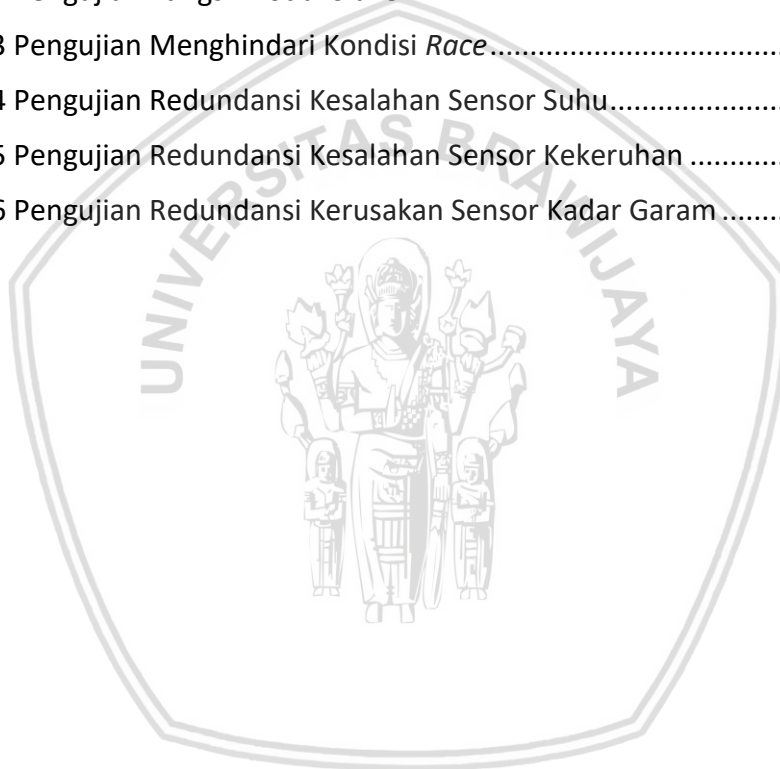 3 Pengujian Menghindari Kondisi Race.......................................
4 Pengujian Redundansi Kesalahan Sensor Suhu.........................
5 Pengujian Redundansi Kesalahan Sensor Kekeruhan ............
6 Pengujian Redundansi Kerusakan Sensor Kadar Garam ........
UNIVERSITAS BRAWIJAYA